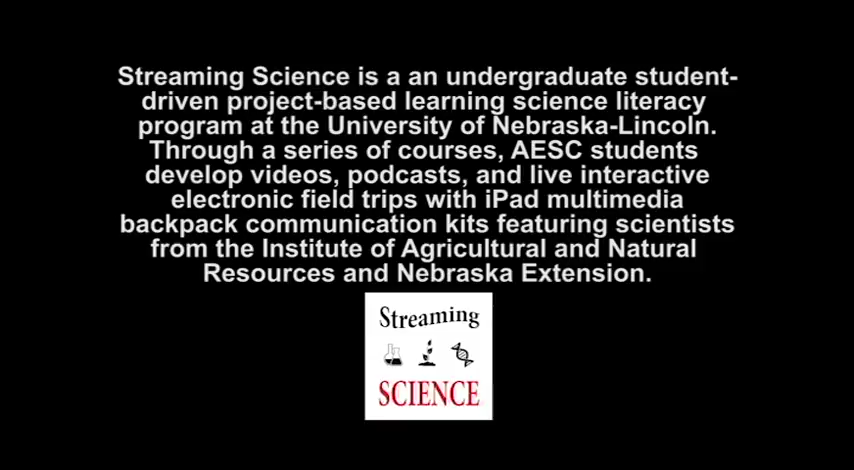 Streaming Science is a an undergraduate student-
driven project-based learning science literacy
program at the University of Nebraska-Lincoln.
Through a series of courses, AESC students
develop videos, podcasts, and live interactive
electronic field trips with iPad multimedia
backpack communication kits featuring scientists
from the Institute of Agricultural and Natural
Resources and Nebraska Extension.
Streaming
SCIENCE